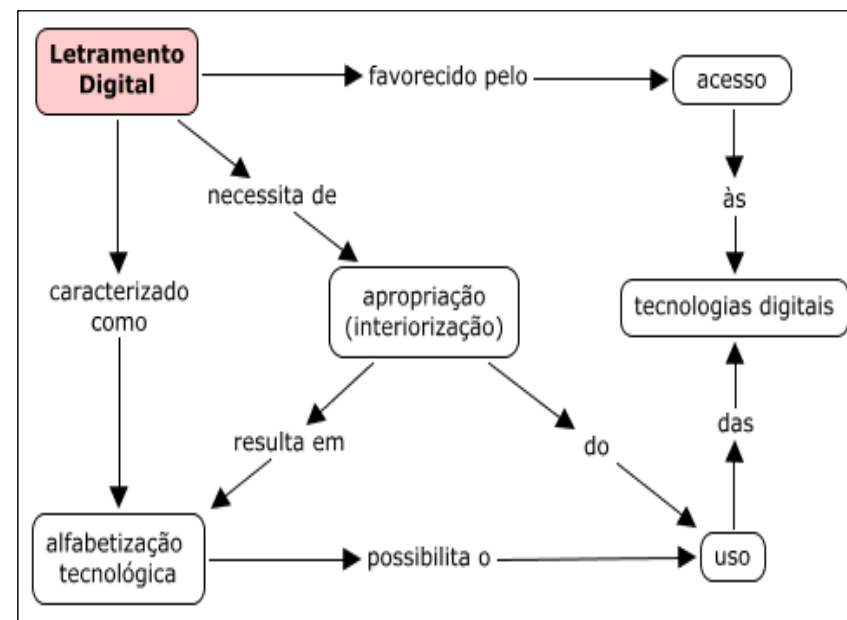 Letramento
Digital
favorecido pelo
acesso
necessita de
às
caracterizado
como
apropriação
(interiorização)
tecnologias digitais
resulta em
do
das
alfabetização
tecnológica
possibilita o
uso